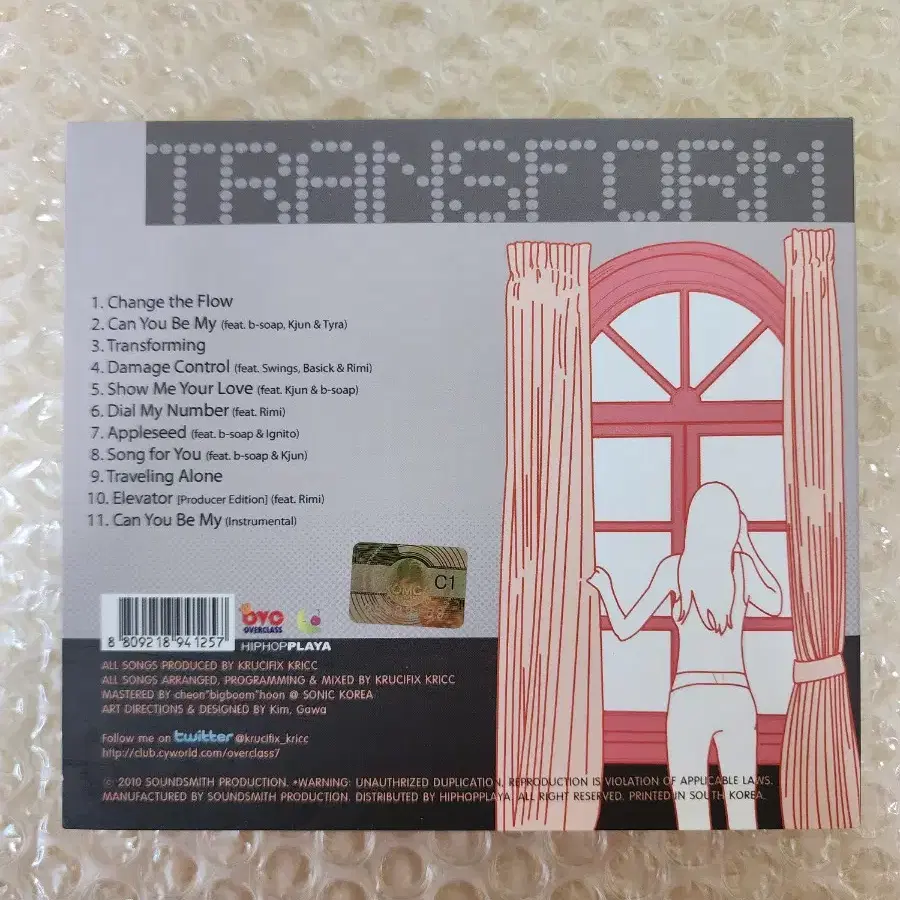 TRANSFORM
1. Change the Flow
2. Can You Be My (feat. b-soap, Kjun & Tyra)
3. Transforming
4. Damage Control (feat. Swings, Basick & Rimi)
5. Show Me Your Love (feat. Kjun & b-soap)
6. Dial My Number (feat. Rimi)
7. Appleseed (feat. b-soap & Ignito)
8. Song for You (feat. b-soap & Kjun)
9. Traveling Alone
10. Elevator [Producer Edition] (feat. Rimi)
11. Can You Be My (Instrumental)
C1
8 809218 941257
OVC
OVERCLASS
HIPHOPPLAYA
ALL SONGS PRODUCED BY KRUCIFIX KRICC
ALL SONGS ARRANGED, PROGRAMMING & MIXED BY KRUCIFIX KRICC
MASTERED BY cheon"bigboom"hoon @ SONIC KOREA
ART DIRECTIONS & DESIGNED BY Kim, Gawa
Follow me on twitter @krucifix_kricc
http://club.cyworld.com/overclass7
© 2010 SOUNDSMITH PRODUCTION. *WARNING: UNAUTHRIZED DUPLICATION, REPRODUCTION IS VIOLATION OF APPLICABLE LAWS.
MANUFACTURED BY SOUNDSMITH PRODUCTION. DISTRIBUTED BY HIPHOPPLAYA. ALL RIGHT RESERVED. PRINTED IN SOUTH KOREA.